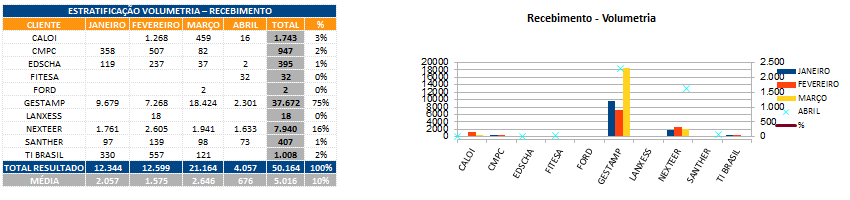 ESTRATIFICAÇÃO VOLUMETRIA – RECEBIMENTO
CLIENTE JANEIRO FEVEREIRO MARÇO ABRIL TOTAL %
CALOI 1.268 459 16 1.743 3%
CMPC 358 507 82 947 2%
EDSCHA 119 237 37 2 395 1%
FITESA 32 32 0%
FORD 2 2 0%
GESTAMP 9.679 7.268 18.424 2.301 37.672 75%
LANXESS 18 18 0%
NEXTEER 1.761 2.605 1.941 1.633 7.940 16%
SANTHER 97 139 98 73 407 1%
TI BRASIL 330 557 121 1.008 2%
TOTAL RESULTADO 12.344 12.599 21.164 4.057 50.164 100%
MÉDIA 2.057 1.575 2.646 676 5.016 10%
Recebimento - Volumetria
20000
18000
16000
14000
12000
10000
8000
6000
4000
2000
0
2.500
2.000
1.500
1.000
500
0
JANEIRO
FEVEREIRO
MARÇO
ABRIL
%
CALOI
CMPC
EDSCHA
FITESA
FORD
GESTAMP
LANXESS
NEXTEER
SANTHER
TI BRASIL